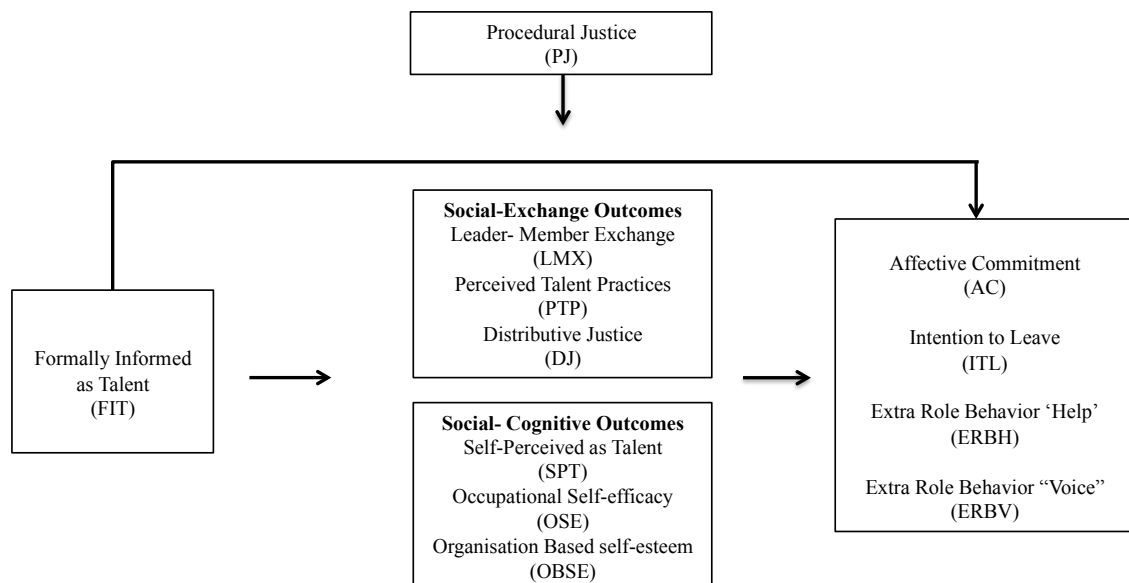 Procedural Justice
(PJ)
Social-Exchange Outcomes
Leader- Member Exchange
(LMX)
Perceived Talent Practices
(PTP)
Distributive Justice
(DJ)
Formally Informed
as Talent
(FIT)
Social- Cognitive Outcomes
Self-Perceived as Talent
(SPT)
Occupational Self-efficacy
(OSE)
Organisation Based self-esteem
(OBSE)
Affective Commitment
(AC)
Intention to Leave
(ITL)
Extra Role Behavior ‘Help’
(ERBH)
Extra Role Behavior “Voice”
(ERBV)